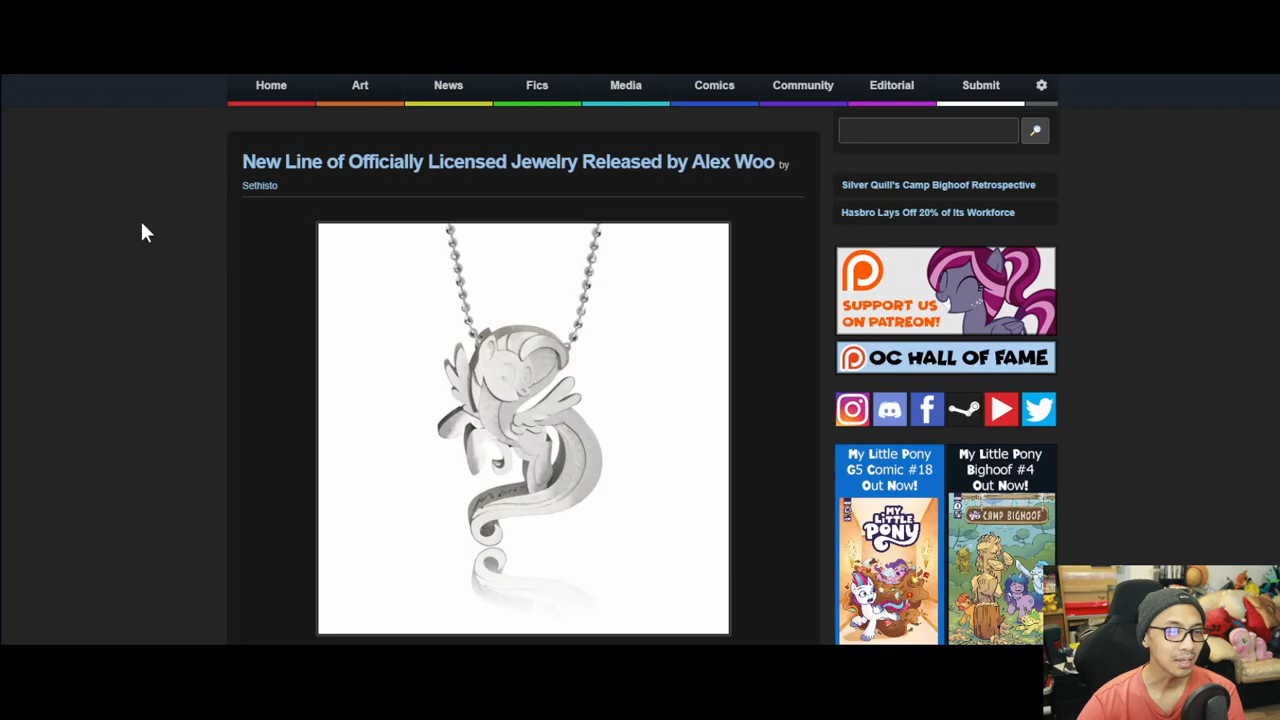 Home Art News Fics Media Comics Community Editorial Submit
New Line of Officially Licensed Jewelry Released by Alex Woo by
Sethisto
Silver Quill's Camp Bighoof Retrospective
Hasbro Lays Off 20% of Its Workforce
SUPPORT US
ON PATREON!
OC HALL OF FAME
My Little Pony
G5 Comic #18
Out Now!
MY
LITTLE
PONY
My Little Pony
Bighoof #4
Out Now!
CAMP BIGHOOF